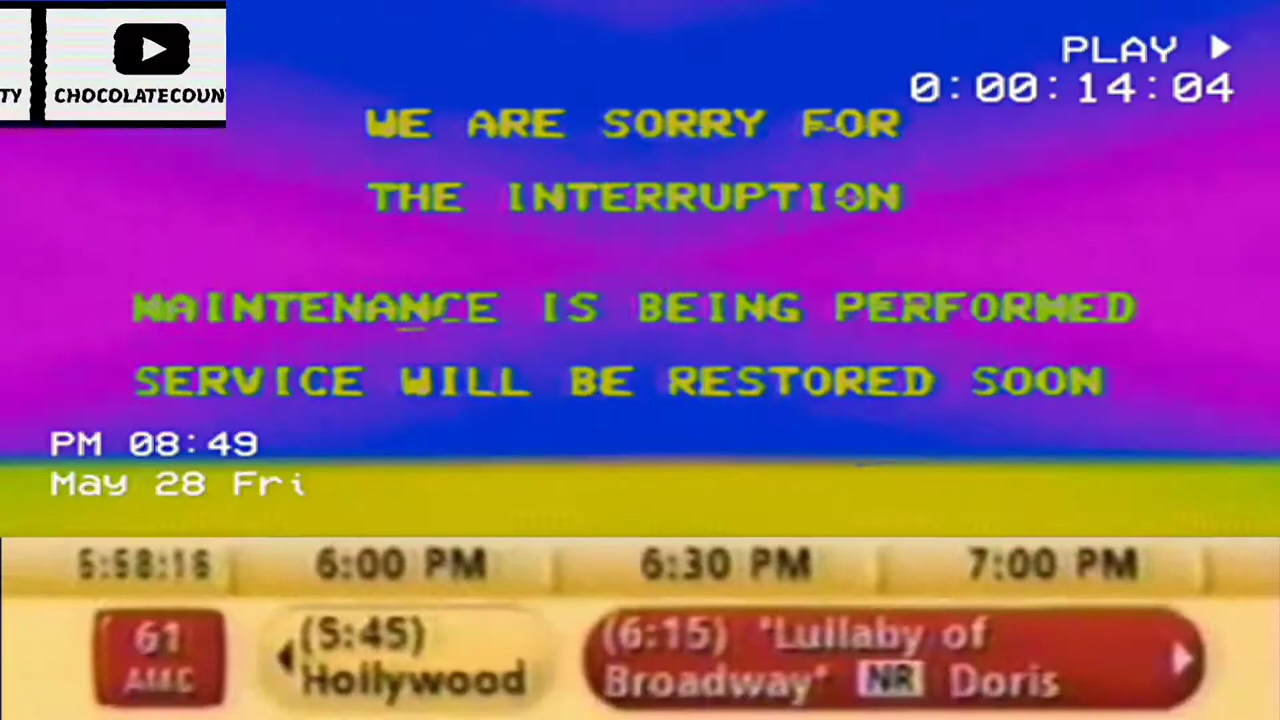 TY CHOCOLATECOUN
PLAY
0:00:14:04
WE ARE SORRY FOR
THE INTERRUPTION
MAINTENANCE IS BEING PERFORMED
SERVICE WILL BE RESTORED SOON
PM 08:49
May 28 Fri
5:58:16 6:00 PM 6:30 PM 7:00 PM
61 (5:45) (6:15) "Lullaby of
AMC Hollywood Broadway" NR Doris